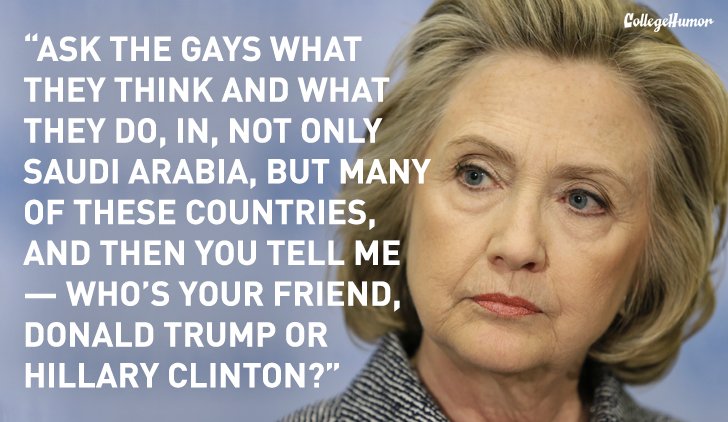 CollegeHumor
“ASK THE GAYS WHAT
THEY THINK AND WHAT
THEY DO, IN, NOT ONLY
SAUDI ARABIA, BUT MANY
OF THESE COUNTRIES,
AND THEN YOU TELL ME
— WHO’S YOUR FRIEND,
DONALD TRUMP OR
HILLARY CLINTON?”